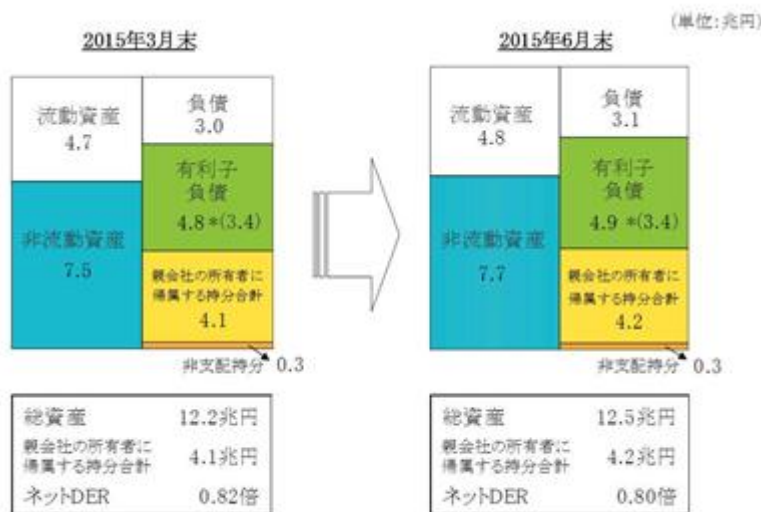 (単位:兆円)
2015年3月末
流動資産
4.7
非流動資産
7.5
負債
3.0
有利子
負債
4.8 *(3.4)
親会社の所有者に
帰属する持分合計
4.1
非支配持分 0.3
総資産 12.2兆円
親会社の所有者に
帰属する持分合計 4.1兆円
ネットDER 0.82倍
2015年6月末
流動資産
4.8
非流動資産
7.7
負債
3.1
有利子
負債
4.9 *(3.4)
親会社の所有者に
帰属する持分合計
4.2
非支配持分 0.3
総資産 12.5兆円
親会社の所有者に
帰属する持分合計 4.2兆円
ネットDER 0.80倍